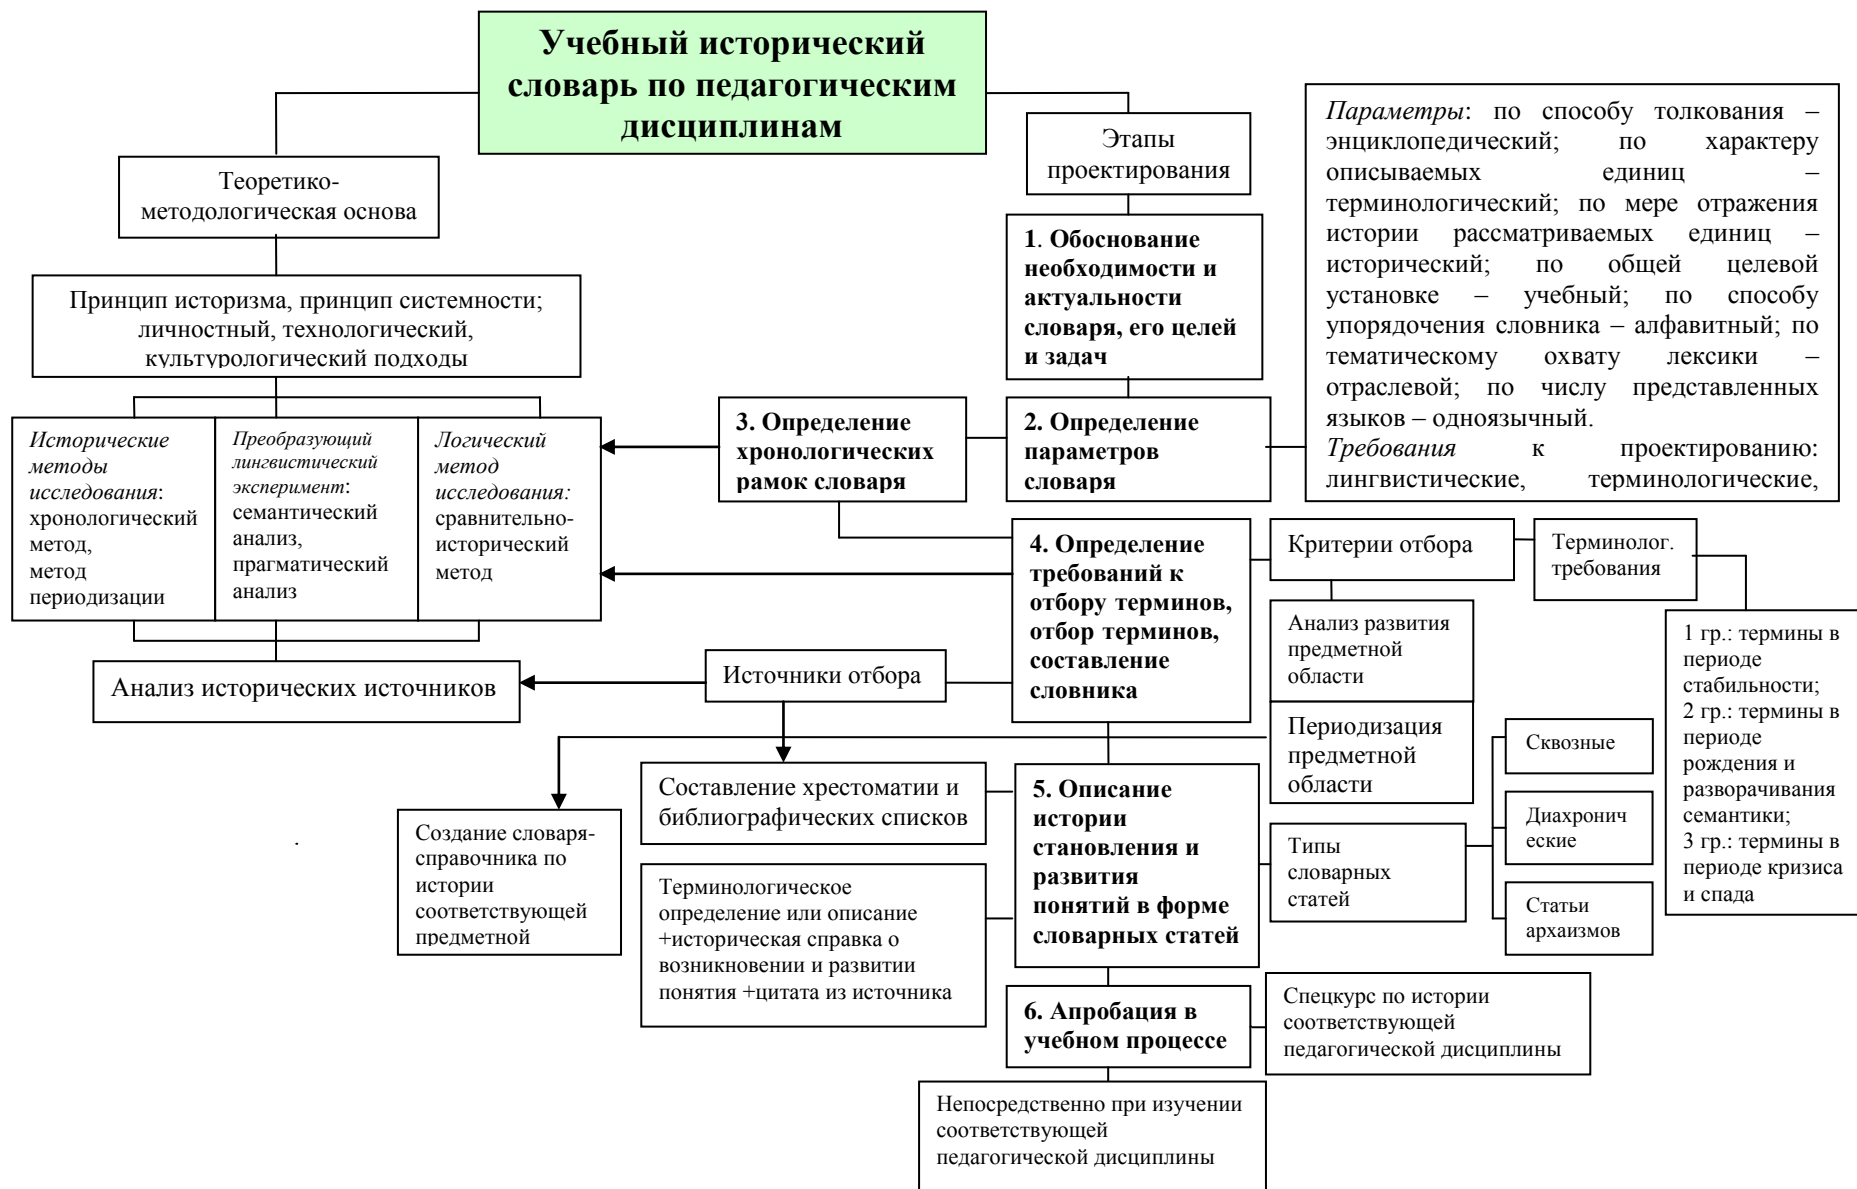 Учебный исторический
словарь по педагогическим
дисциплинам
Теоретико-
методологическая основа
Принцип историзма, принцип системности;
личностный, технологический,
культурологический подходы
Исторические
методы
исследования:
хронологический
метод,
метод
периодизации
Преобразующий
лингвистический
эксперимент:
семантический
анализ,
прагматический
анализ
Логический
метод
исследования:
сравнительно-
исторический
метод
Анализ исторических источников
Этапы
проектирования
1. Обоснование
необходимости и
актуальности
словаря, его целей
и задач
2. Определение
параметров
словаря
Параметры: по способу толкования –
энциклопедический; по характеру
описываемых единиц –
терминологический; по мере отражения
истории рассматриваемых единиц –
исторический; по общей целевой
установке – учебный; по способу
упорядочения словника – алфавитный; по
тематическому охвату лексики –
отраслевой; по числу представленных
языков – одноязычный.
Требования к проектированию:
лингвистические, терминологические,
3. Определение
хронологических
рамок словаря
4. Определение
требований к
отбору терминов,
отбор терминов,
составление
словника
Критерии отбора
Терминолог.
требования
1 гр.: термины в
периоде
стабильности;
2 гр.: термины в
периоде
рождения и
разворачивания
семантики;
3 гр.: термины в
периоде кризиса
и спада
Анализ развития
предметной
области
Периодизация
предметной
области
Источники отбора
Составление хрестоматии и
библиографических списков
Создание словаря-
справочника по
истории
соответствующей
предметной
5. Описание
истории
становления и
развития
понятий в форме
словарных статей
Терминологическое
определение или описание
+историческая справка о
возникновении и развитии
понятия +цитата из источника
Типы
словарных
статей
Сквозные
Диахронич
еские
Статьи
архаизмов
6. Апробация в
учебном процессе
Спецкурс по истории
соответствующей
педагогической дисциплины
Непосредственно при изучении
соответствующей
педагогической дисциплины